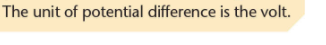 The unit of potential difference is the volt.